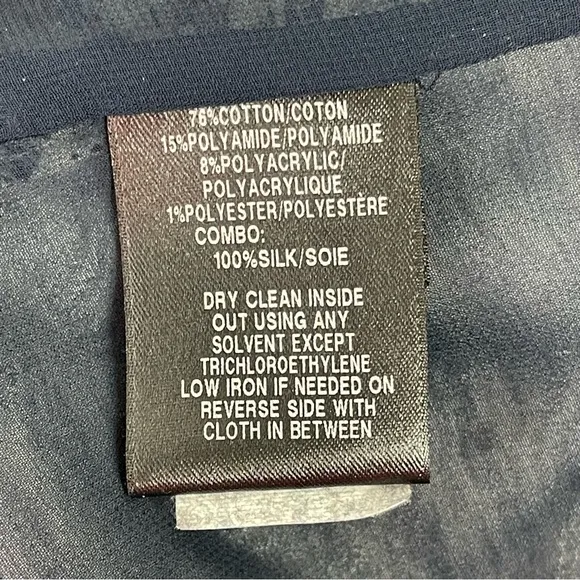 76%COTTON/COTON
15%POLYAMIDE/POLYAMIDE
8%POLYACRYLIC/
POLYACRYLIQUE
1%POLYESTER/POLYESTÈRE
COMBO:
100%SILK/SOIE
DRY CLEAN INSIDE
OUT USING ANY
SOLVENT EXCEPT
TRICHLOROETHYLENE
LOW IRON IF NEEDED ON
REVERSE SIDE WITH
CLOTH IN BETWEEN